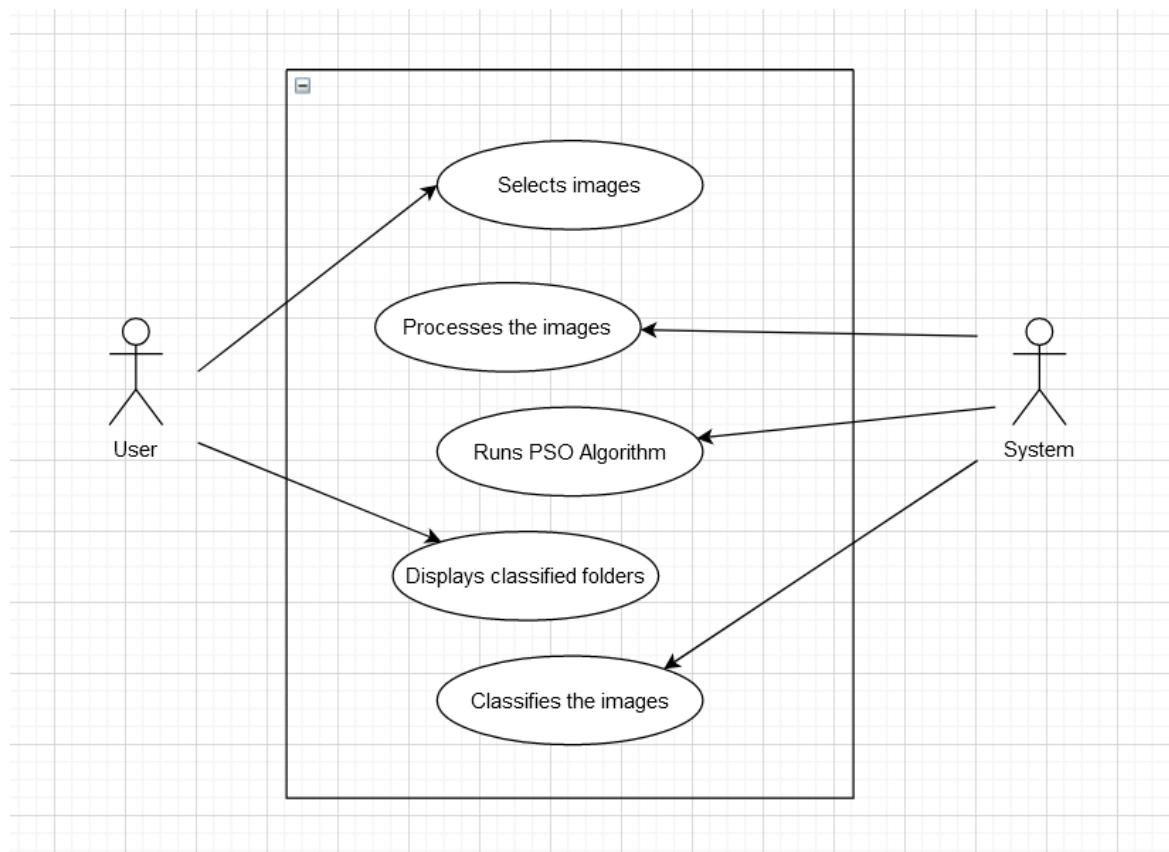 Selects images
Processes the images
User
System
Runs PSO Algorithm
Displays classified folders
Classifies the images